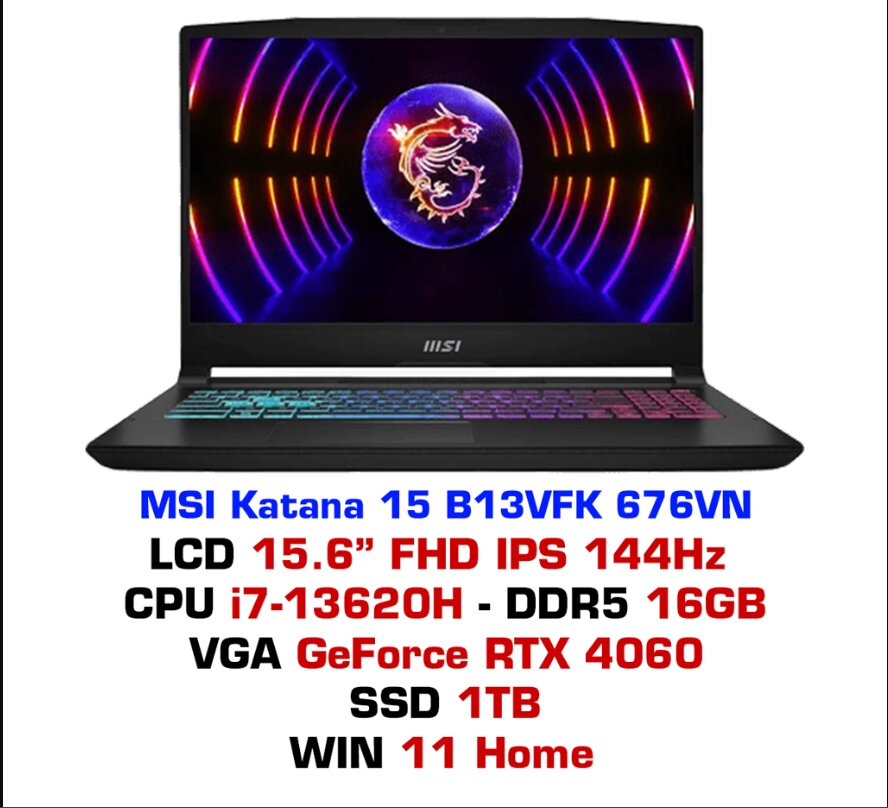 msi
MSI Katana 15 B13VFK 676VN
LCD 15.6” FHD IPS 144Hz
CPU i7-13620H - DDR5 16GB
VGA GeForce RTX 4060
SSD 1TB
WIN 11 Home